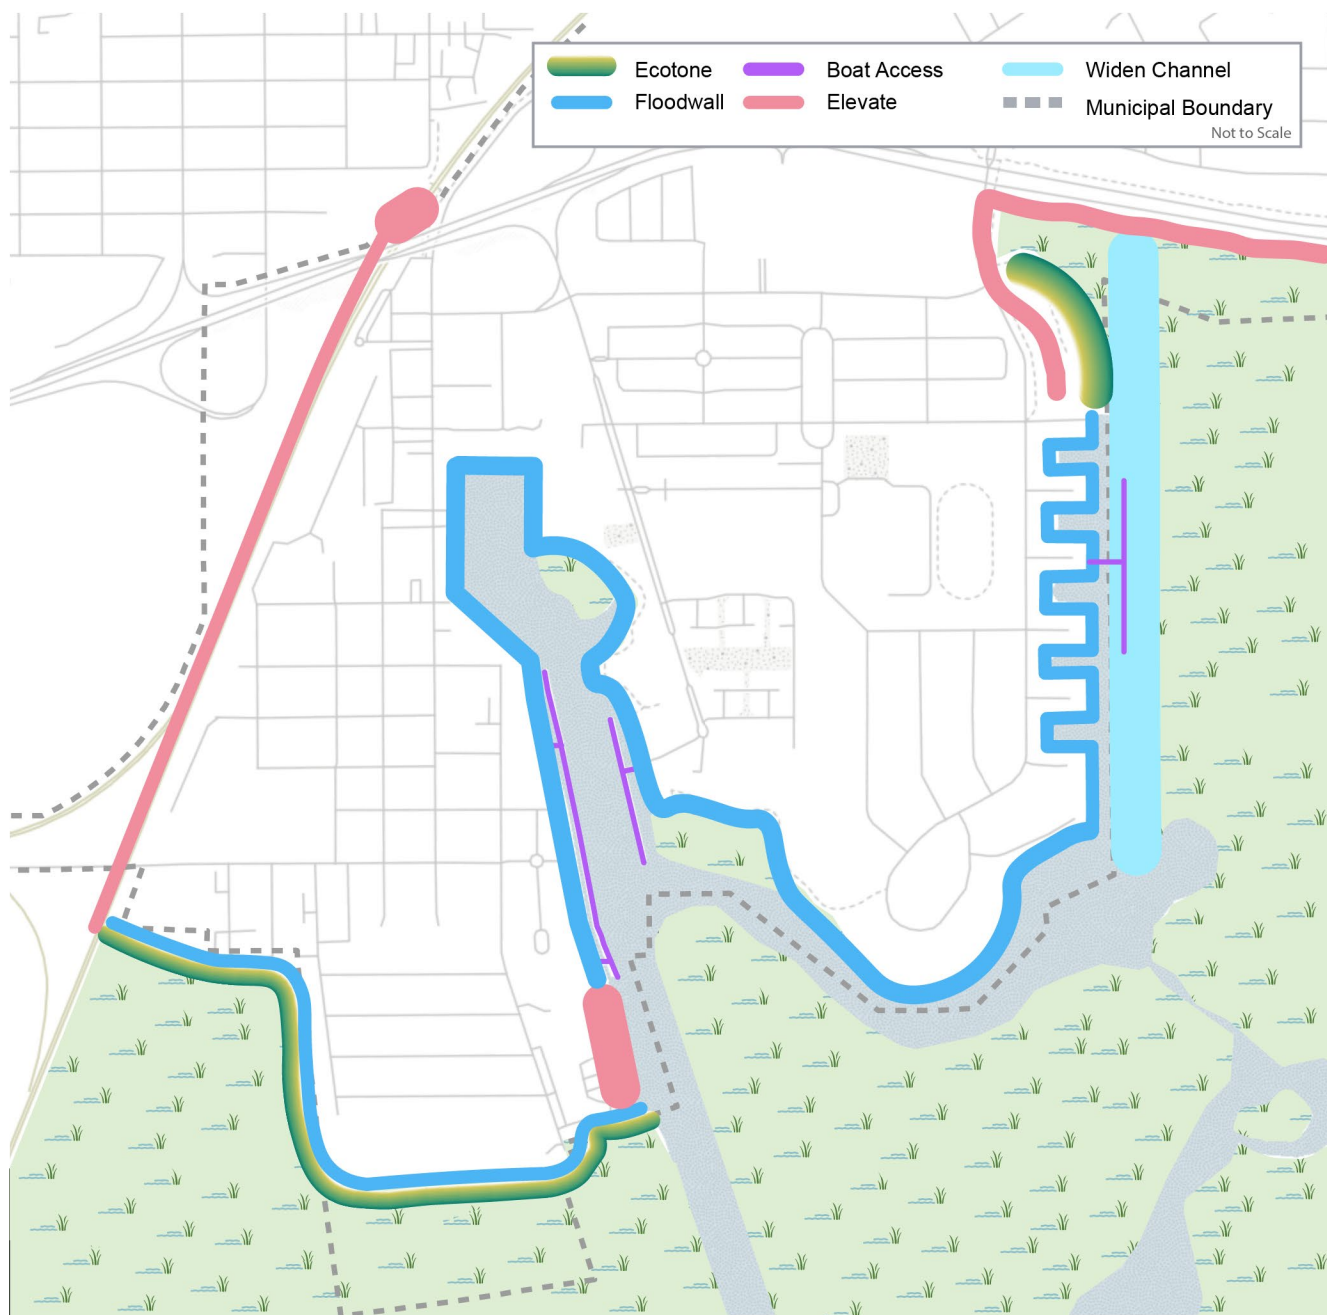 Ecotone
Boat Access
Widen Channel
Floodwall
Elevate
Municipal Boundary
Not to Scale